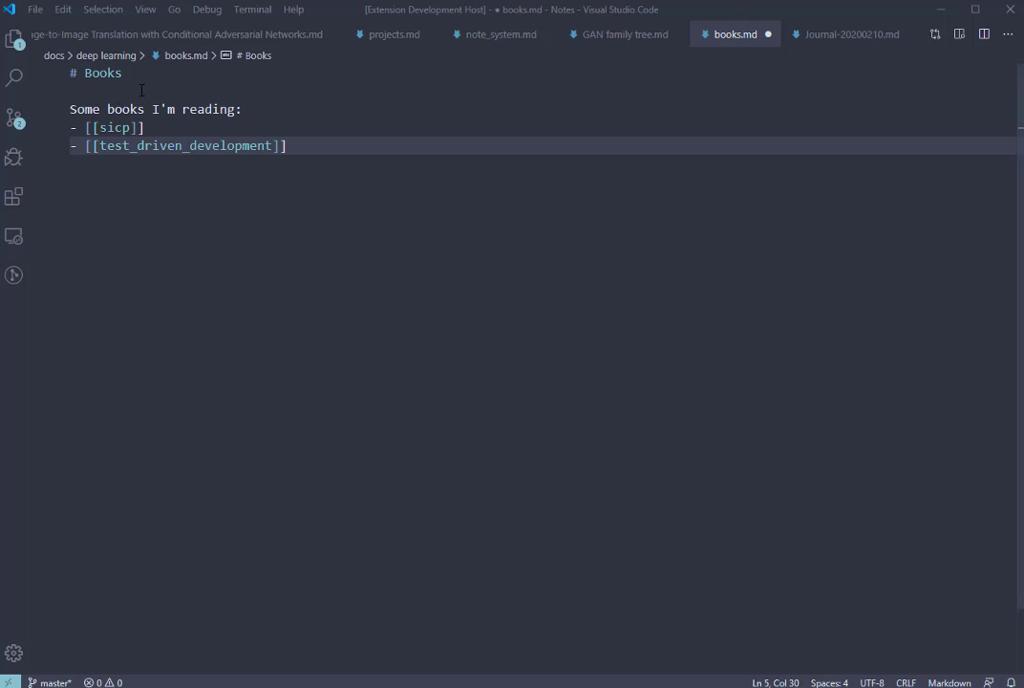 File Edit Selection View Go Debug Terminal Help [Extension Development Host] - ● books.md - Notes - Visual Studio Code
ge-to-Image Translation with Conditional Adversarial Networks.md projects.md note_system.md GAN family tree.md books.md ● Journal-20200210.md ···
docs > deep learning > books.md > # Books
# Books
Some books I'm reading:
- [[sicp]]
- [[test_driven_development]]
1
2
master* 0 0 Ln 5, Col 30 Spaces: 4 UTF-8 CRLF Markdown